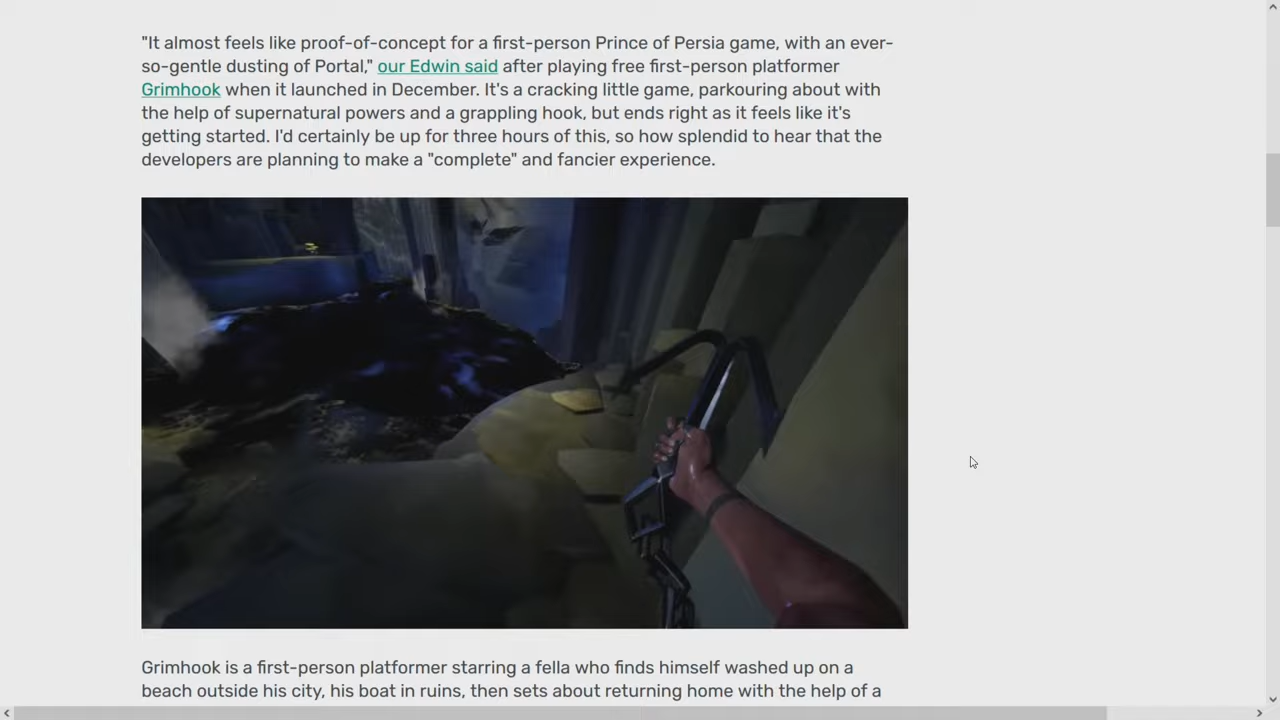 "It almost feels like proof-of-concept for a first-person Prince of Persia game, with an ever-
so-gentle dusting of Portal," our Edwin said after playing free first-person platformer
Grimhook when it launched in December. It's a cracking little game, parkouring about with
the help of supernatural powers and a grappling hook, but ends right as it feels like it's
getting started. I'd certainly be up for three hours of this, so how splendid to hear that the
developers are planning to make a "complete" and fancier experience.
Grimhook is a first-person platformer starring a fella who finds himself washed up on a
beach outside his city, his boat in ruins, then sets about returning home with the help of a